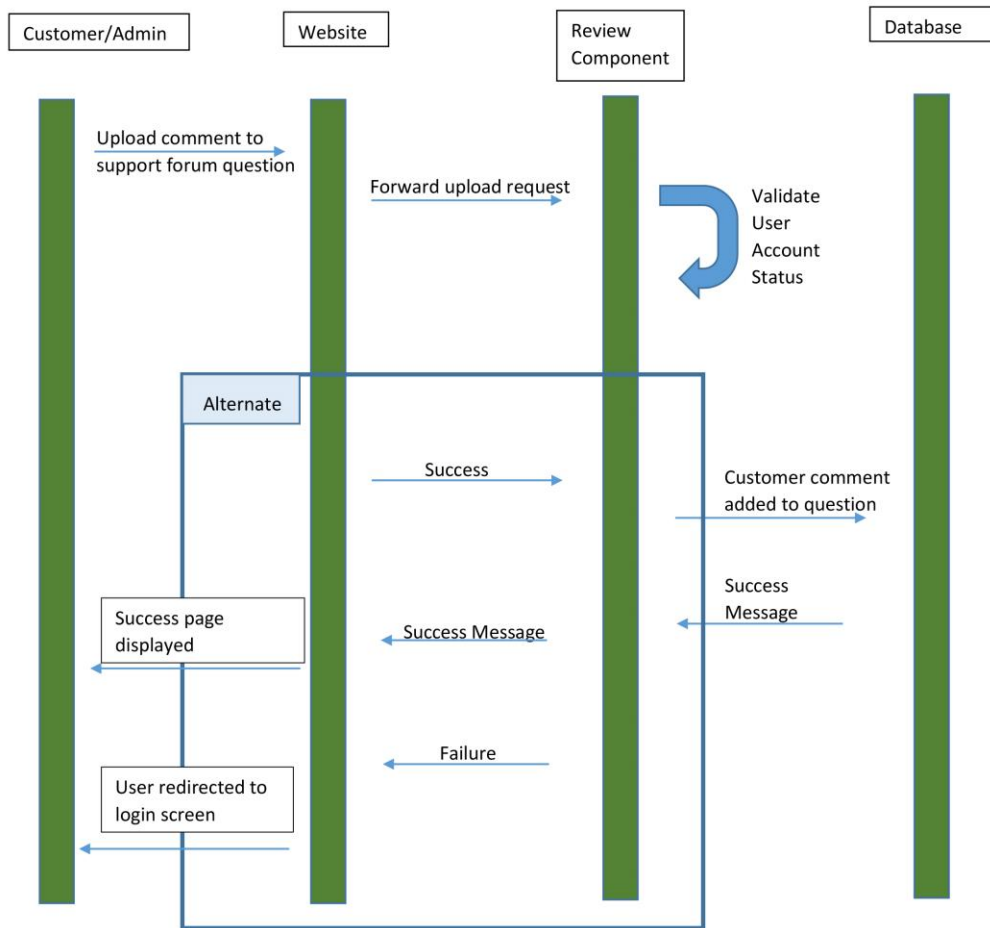 Customer/Admin
Website
Review
Component
Database
Upload comment to
support forum question
Forward upload request
Validate
User
Account
Status
Alternate
Success
Customer comment
added to question
Success
Message
Success page
displayed
Success Message
Failure
User redirected to
login screen